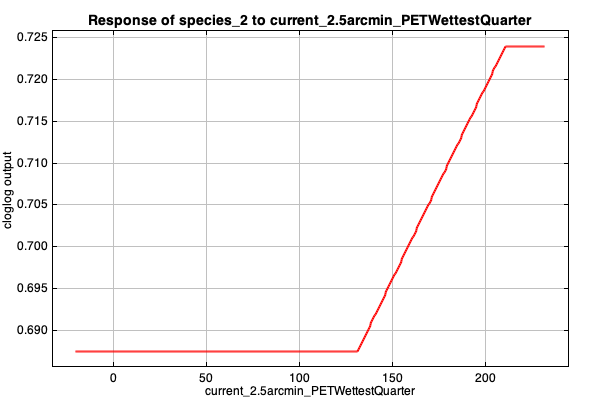 Response of species_2 to current_2.5arcmin_PETWettestQuarter
0.725
0.720
0.715
0.710
0.705
0.700
0.695
0.690
cloglog output
0 50 100 150 200
current_2.5arcmin_PETWettestQuarter